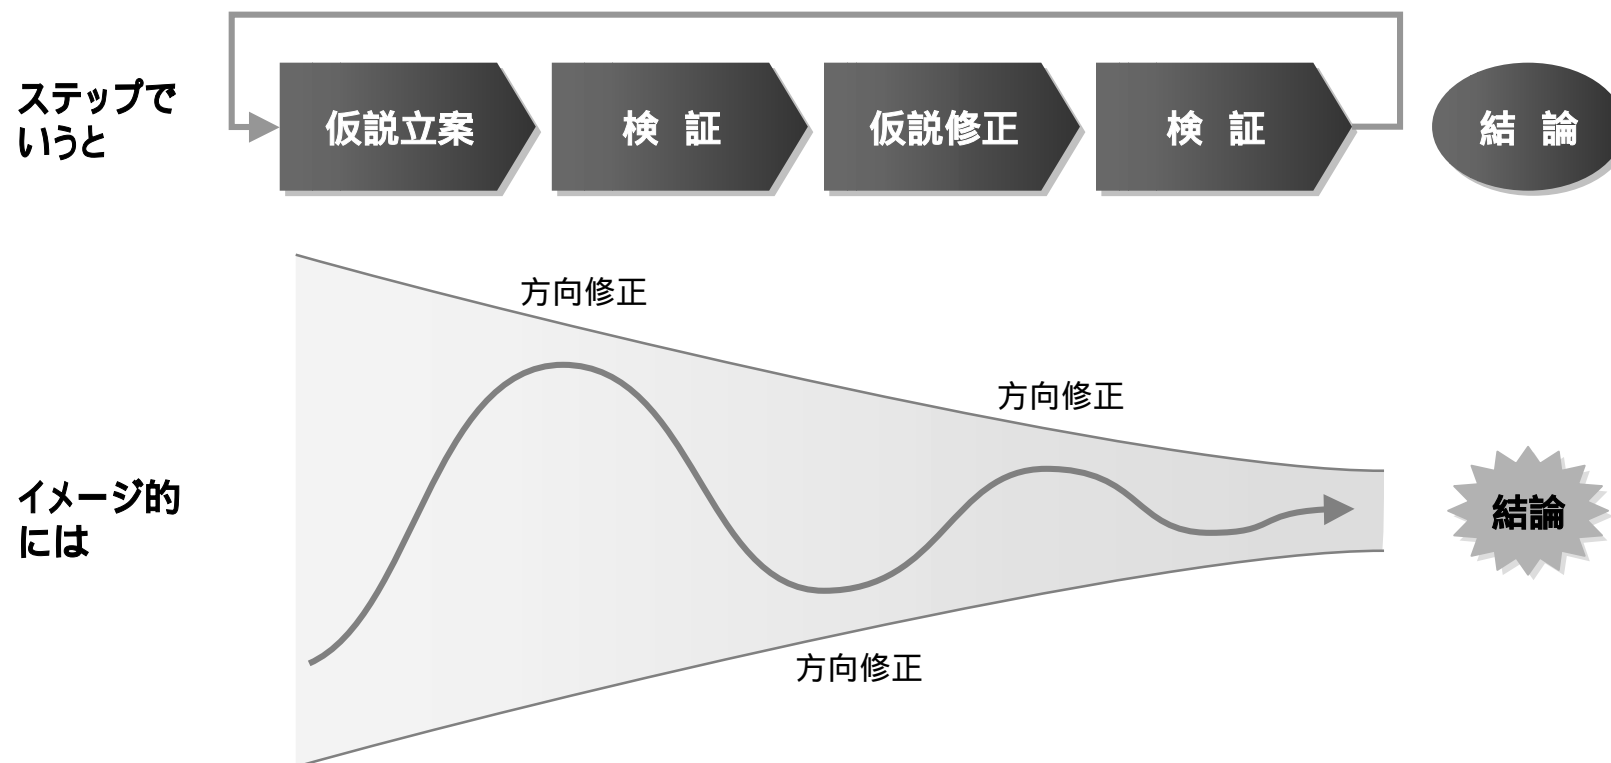 ステップで
いうと
仮説立案
検 証
仮説修正
検 証
結 論
方向修正
方向修正
イメージ的
には
結論
方向修正